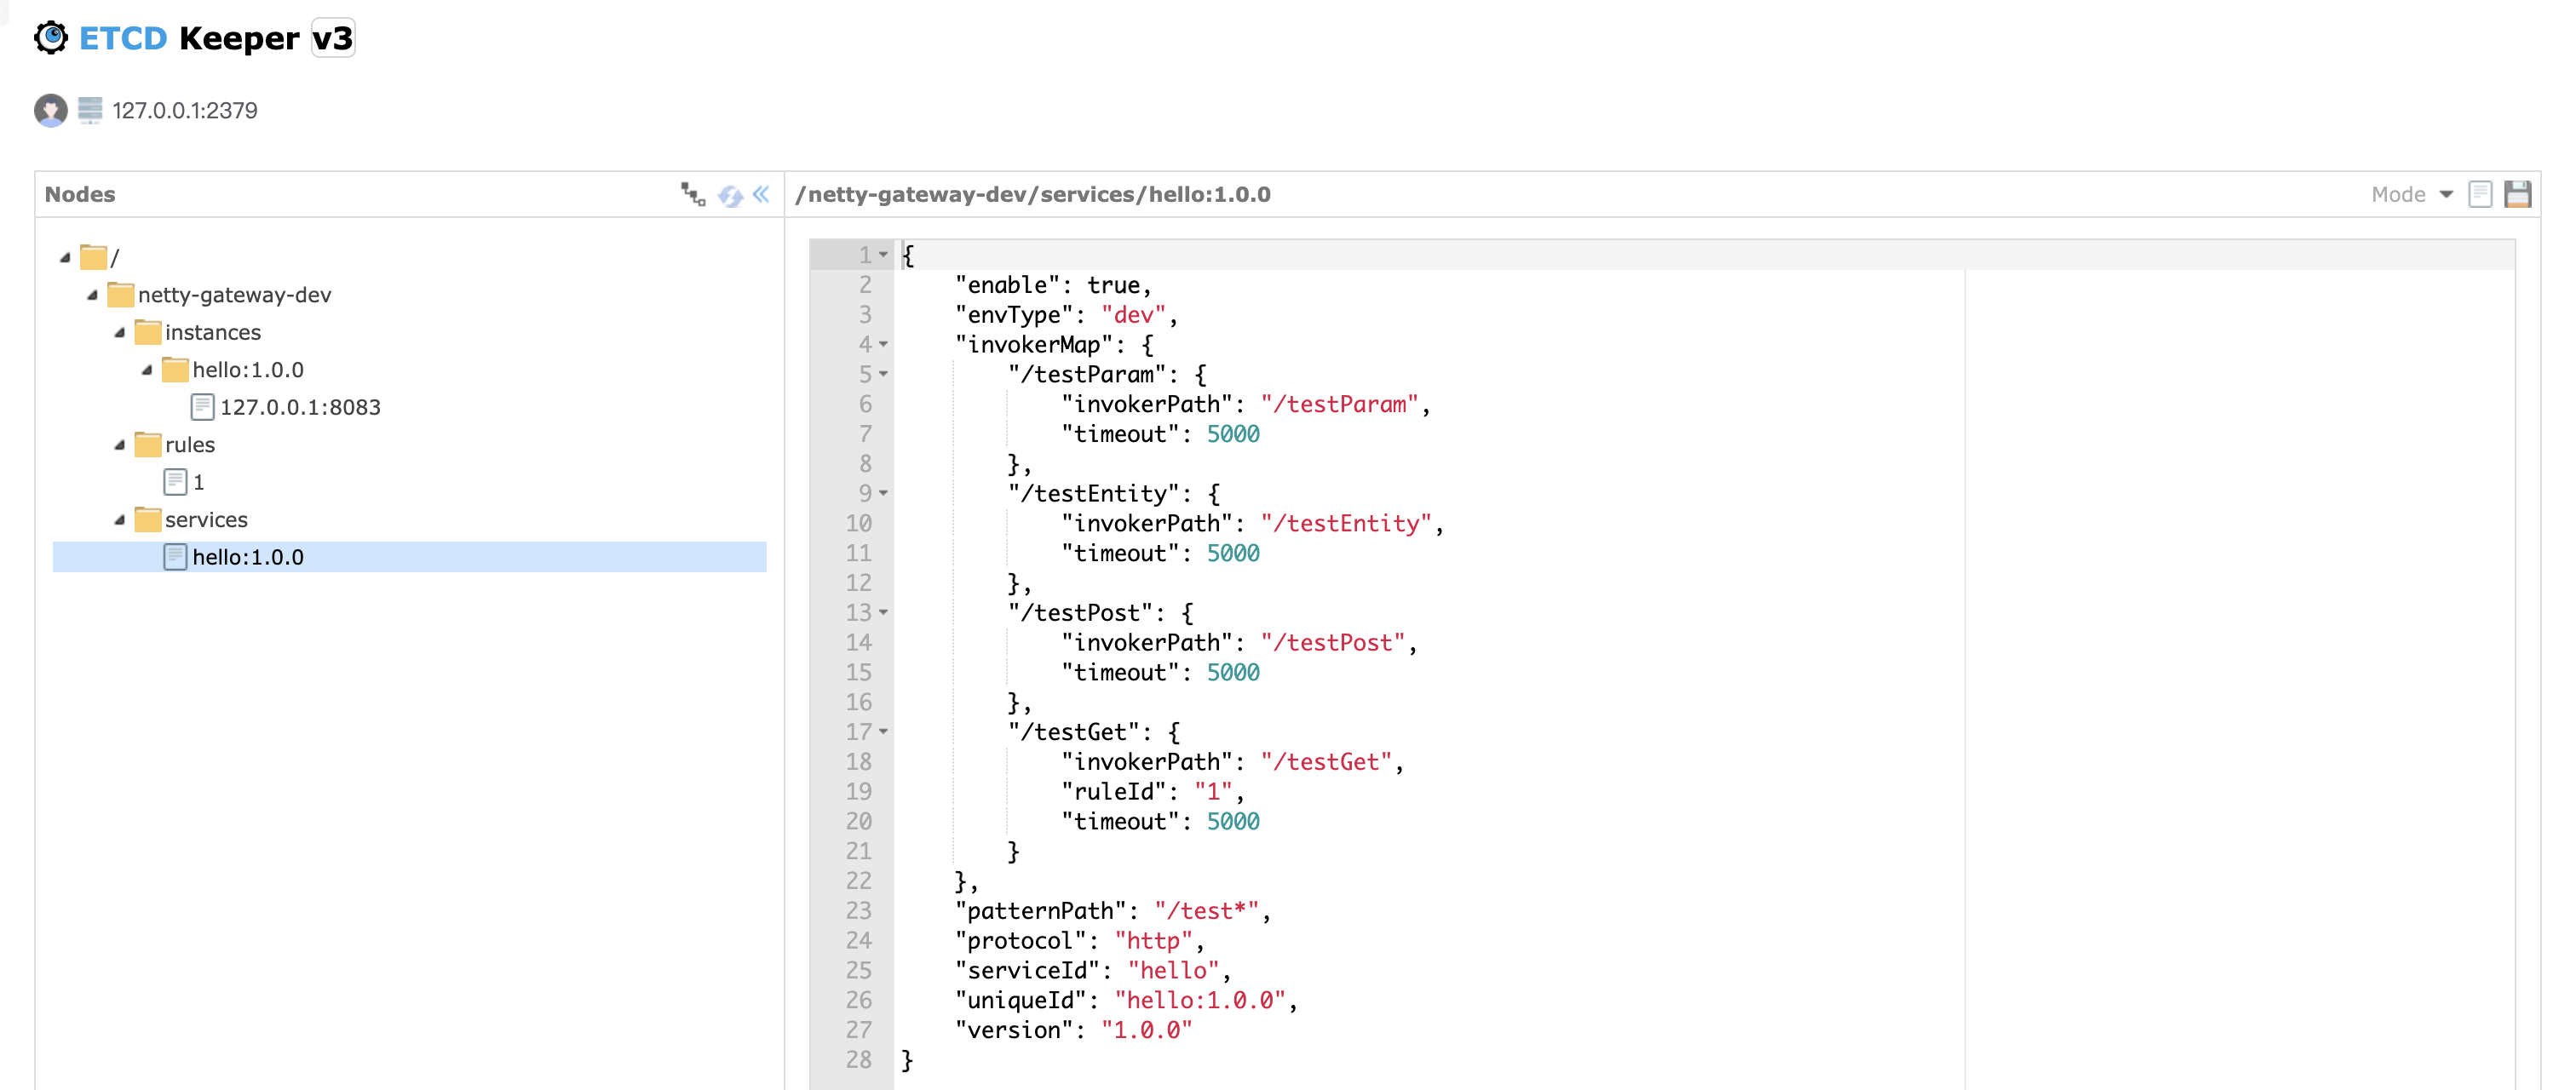 ETCD Keeper v3
127.0.0.1:2379
Nodes
/netty-gateway-dev/services/hello:1.0.0
Mode
/
netty-gateway-dev
instances
hello:1.0.0
127.0.0.1:8083
rules
1
services
hello:1.0.0
1 {
2     "enable": true,
3     "envType": "dev",
4     "invokerMap": {
5         "/testParam": {
6             "invokerPath": "/testParam",
7             "timeout": 5000
8         },
9         "/testEntity": {
10             "invokerPath": "/testEntity",
11             "timeout": 5000
12         },
13         "/testPost": {
14             "invokerPath": "/testPost",
15             "timeout": 5000
16         },
17         "/testGet": {
18             "invokerPath": "/testGet",
19             "ruleId": "1",
20             "timeout": 5000
21         }
22     },
23     "patternPath": "/test*",
24     "protocol": "http",
25     "serviceId": "hello",
26     "uniqueId": "hello:1.0.0",
27     "version": "1.0.0"
28 }